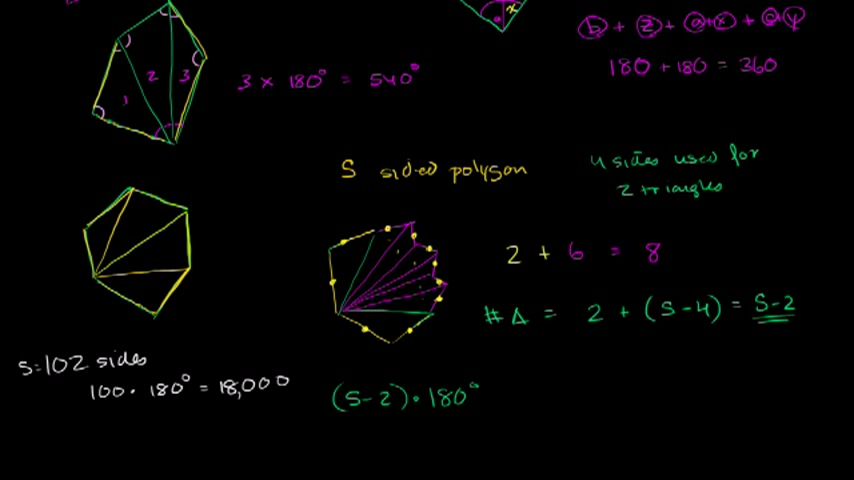 x
a
b + z + a+x + a+y
180 + 180 = 360
1
2
3
3 x 180° = 540°
S sided polygon
4 sides used for
2 triangles
2 + 6 = 8
# Δ = 2 + (S-4) = S-2
S=102 sides
100 · 180° = 18,000
(S-2) · 180°